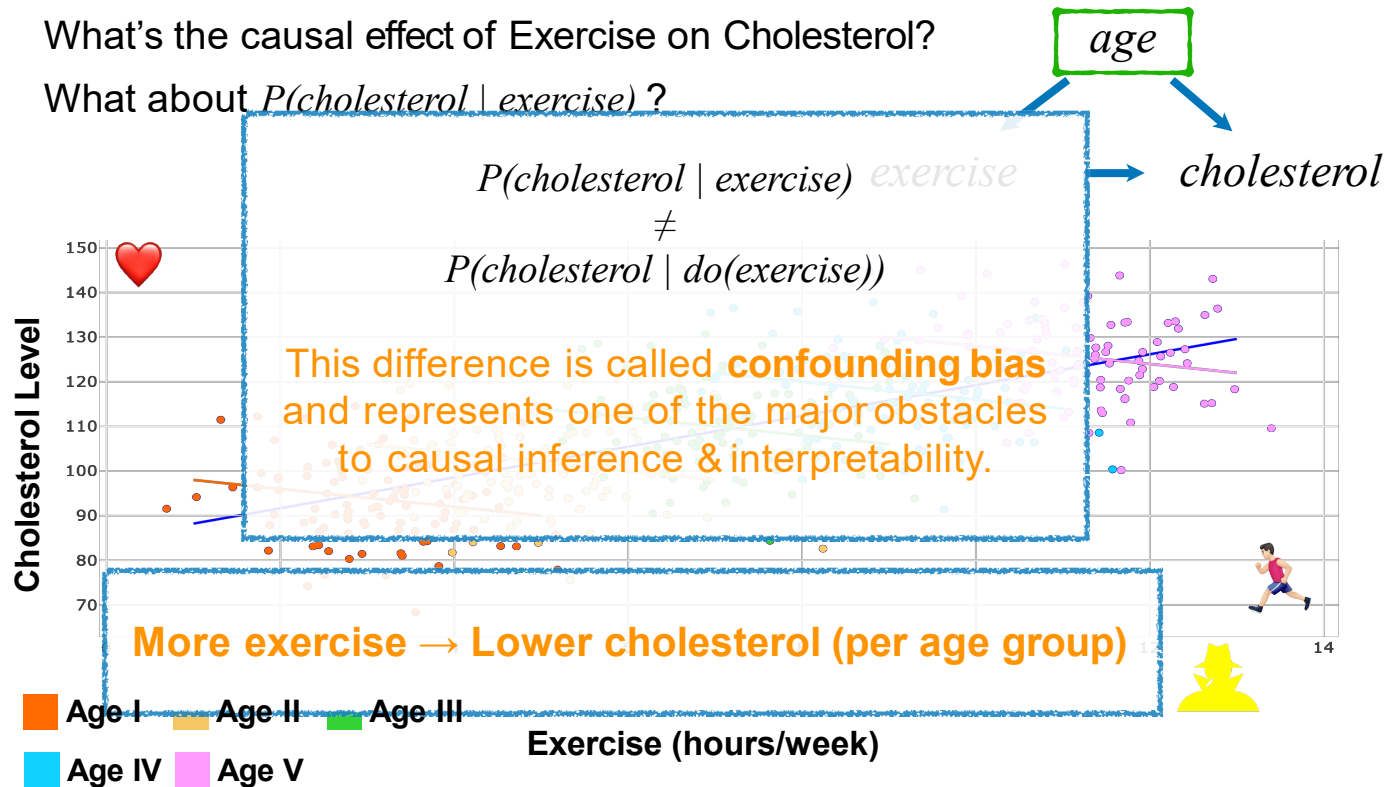 What's the causal effect of Exercise on Cholesterol?
age
What about P(cholesterol | exercise) ?
P(cholesterol | exercise)
exercise
cholesterol
≠
P(cholesterol | do(exercise))
This difference is called confounding bias
and represents one of the major obstacles
to causal inference & interpretability.
150
140
130
120
110
100
90
80
70
Cholesterol Level
More exercise → Lower cholesterol (per age group)
12
14
Age I
Age II
Age III
Exercise (hours/week)
Age IV
Age V